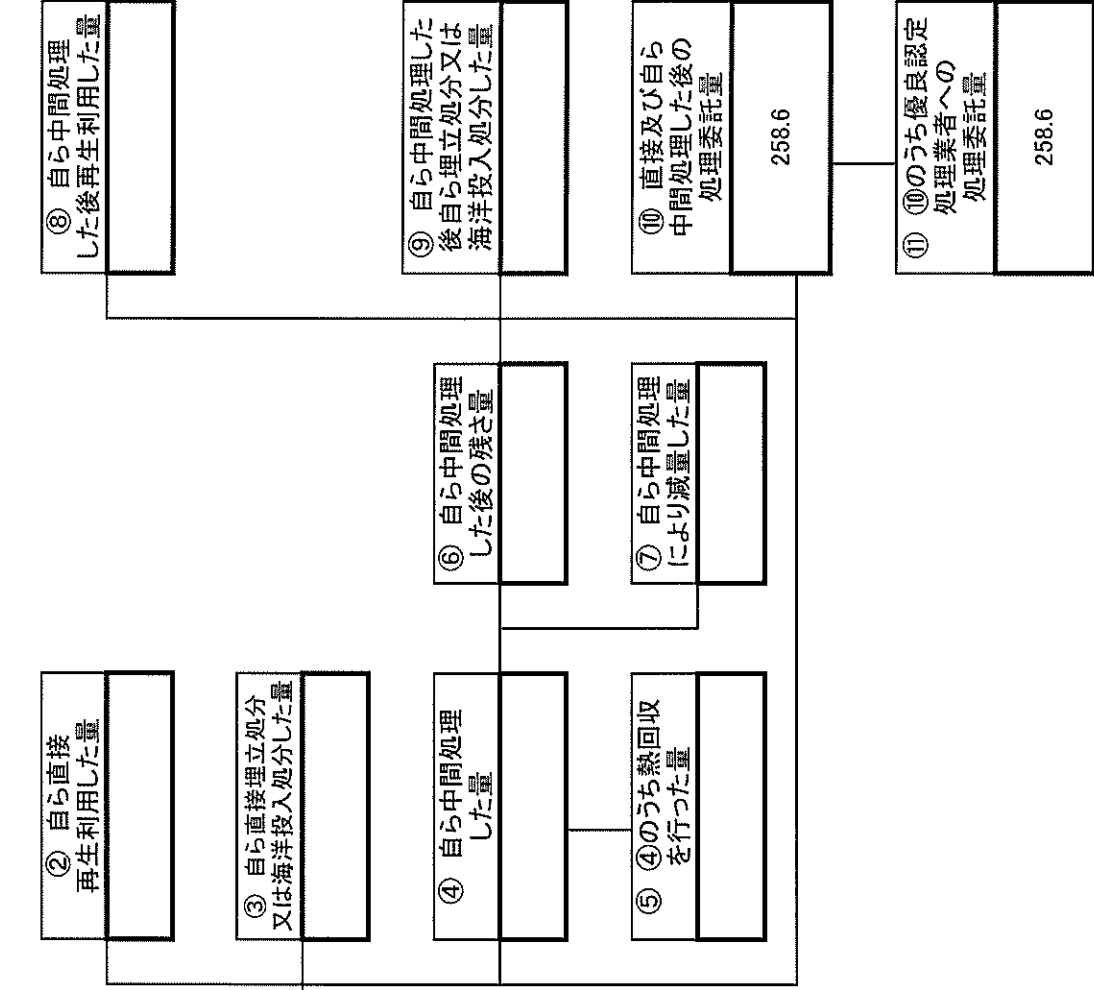 ② 自ら直接
再生利用した量
③ 自ら直接埋立処分
又は海洋投入処分した量
④ 自ら中間処理
した量
⑤ ④のうち熱回収
を行った量
⑥ 自ら中間処理
した後の残さ量
⑦ 自ら中間処理
により減量した量
⑧ 自ら中間処理
した後再生利用した量
⑨ 自ら中間処理した
後自ら埋立処分又は
海洋投入処分した量
⑩ 直接及び自ら
中間処理した後の
処理委託量
258.6
⑪ ⑩のうち優良認定
処理業者への
処理委託量
258.6